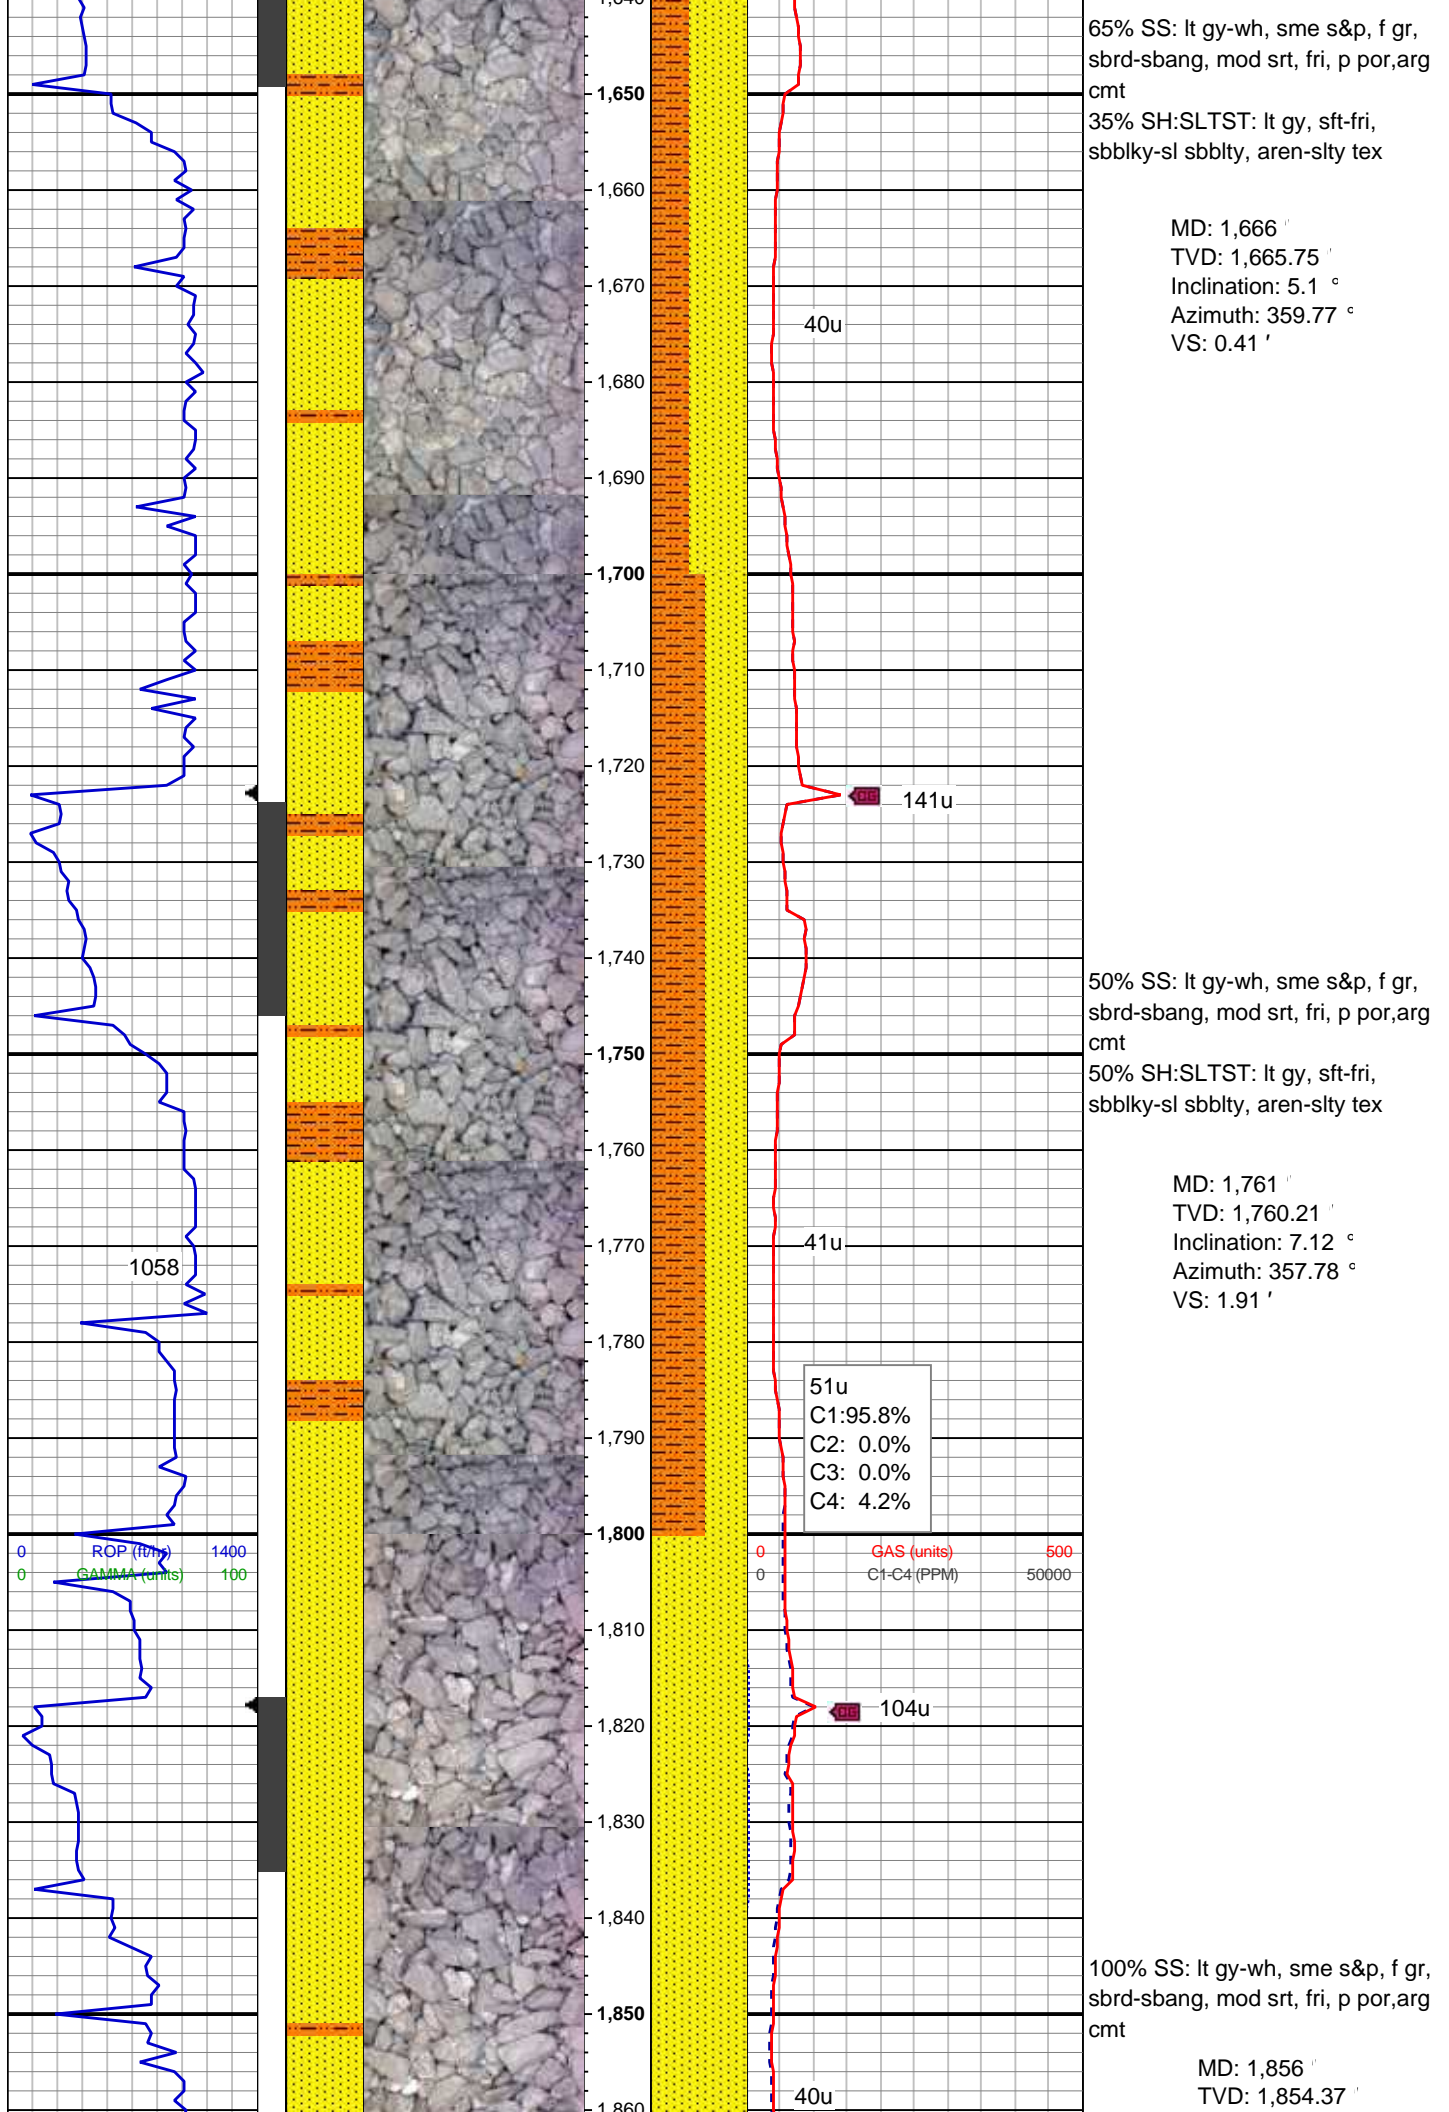 65% SS: lt gy-wh, sme s&p, f gr,
sbrd-sbang, mod srt, fri, p por,arg
cmt
1,650
35% SH:SLTST: lt gy, sft-fri,
sbblky-sl sbblty, aren-slty tex
1,660
MD: 1,666 '
TVD: 1,665.75 '
1,670
Inclination: 5.1 °
Azimuth: 359.77 °
40u
VS: 0.41 '
1,680
1,690
1,700
1,710
1,720
CG 141u
1,730
1,740
50% SS: lt gy-wh, sme s&p, f gr,
sbrd-sbang, mod srt, fri, p por,arg
cmt
1,750
50% SH:SLTST: lt gy, sft-fri,
sbblky-sl sbblty, aren-slty tex
1,760
MD: 1,761 '
TVD: 1,760.21 '
1,770
41u
Inclination: 7.12 °
1058
Azimuth: 357.78 °
VS: 1.91 '
1,780
51u
C1:95.8%
1,790
C2: 0.0%
C3: 0.0%
C4: 4.2%
1,800
0 ROP (ft/hr) 1400
0 GAS (units) 500
0 GAMMA (units) 100
0 C1-C4 (PPM) 50000
1,810
CG 104u
1,820
1,830
1,840
100% SS: lt gy-wh, sme s&p, f gr,
sbrd-sbang, mod srt, fri, p por,arg
1,850
cmt
MD: 1,856 '
TVD: 1,854.37 '
40u
1,860